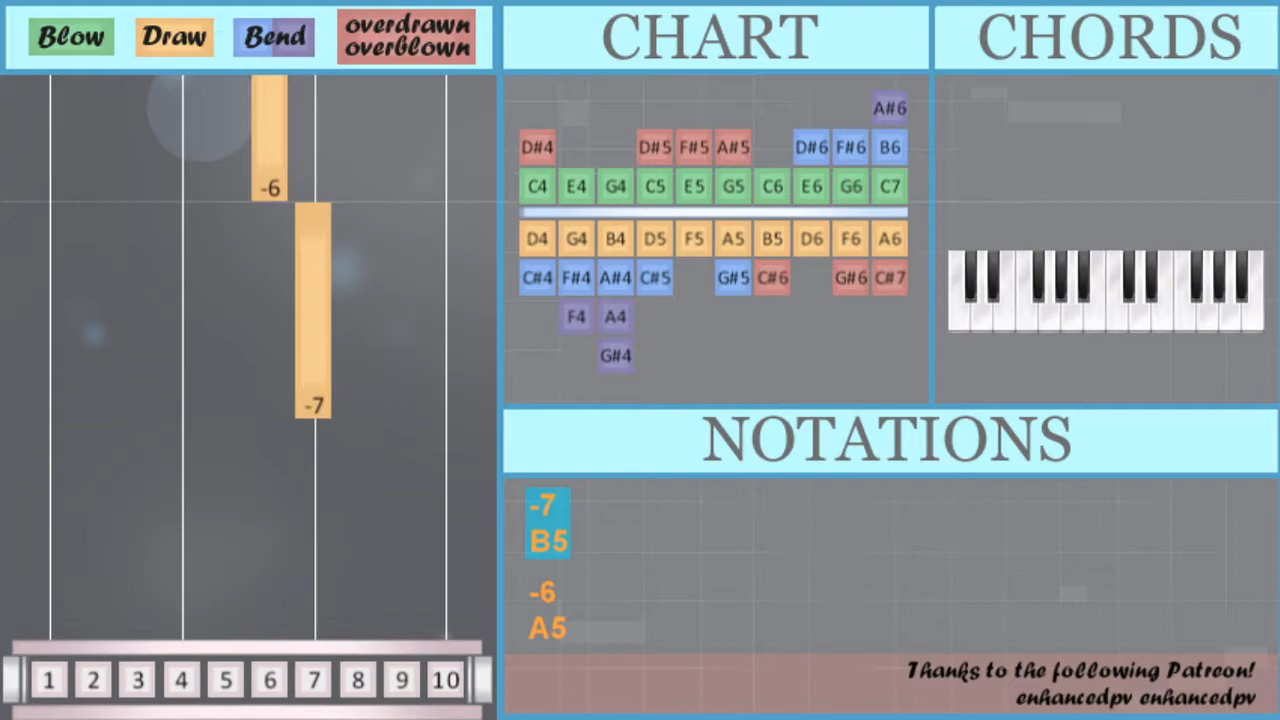 Blow Draw Bend overdrawn
overblown
CHART
CHORDS
-6
-7
1 2 3 4 5 6 7 8 9 10
A#6
D#4 D#5 F#5 A#5 D#6 F#6 B6
C4 E4 G4 C5 E5 G5 C6 E6 G6 C7
D4 G4 B4 D5 F5 A5 B5 D6 F6 A6
C#4 F#4 A#4 C#5 G#5 C#6 G#6 C#7
F4 A4
G#4
NOTATIONS
-7
B5
-6
A5
Thanks to the following Patreon!
enhancedpv enhancedpv